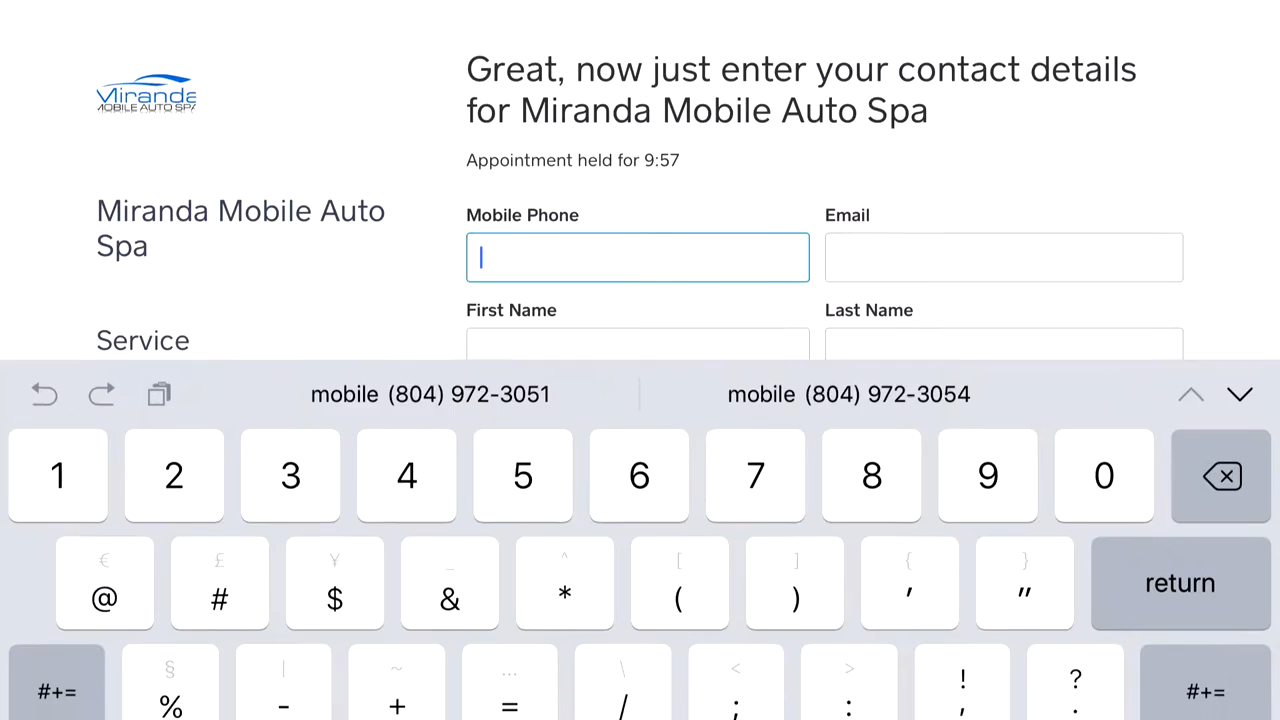 Great, now just enter your contact details
for Miranda Mobile Auto Spa
Appointment held for 9:57
Miranda
MOBILE AUTO SPA
Miranda Mobile Auto
Spa
Service
Mobile Phone
Email
First Name
Last Name
mobile (804) 972-3051
mobile (804) 972-3054
1 2 3 4 5 6 7 8 9 0
€ £ ¥ _ ^ [ ] { }
@ # $ & * ( ) ' "
return
§ | ~ … \ < > ! ?
#+= % - + = / ; : , . #+=